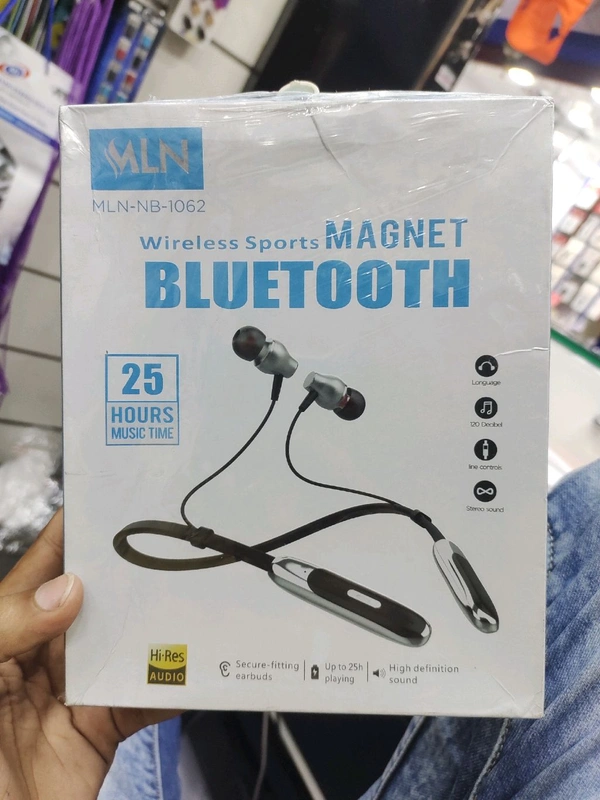 MLN
MLN-NB-1062
Wireless Sports MAGNET
BLUETOOTH
25
HOURS
MUSIC TIME
Language
120 Decibel
line controls
Stereo sound
Hi-Res
AUDIO
Secure-fitting
earbuds
Up to 25h
playing
High definition
sound